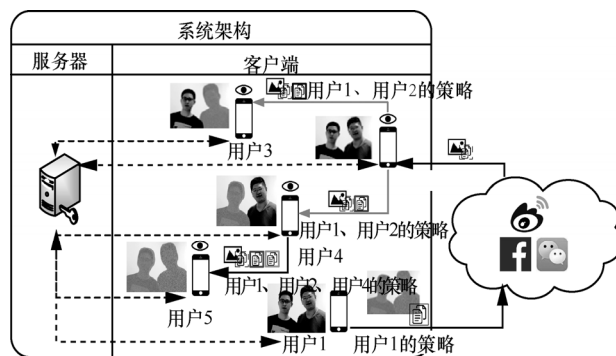 系统架构
服务器
客户端
用户1、用户2的策略
用户3
用户1、用户2的策略
用户4
用户1、用户2、用户4的策略
用户5
用户1
用户1的策略